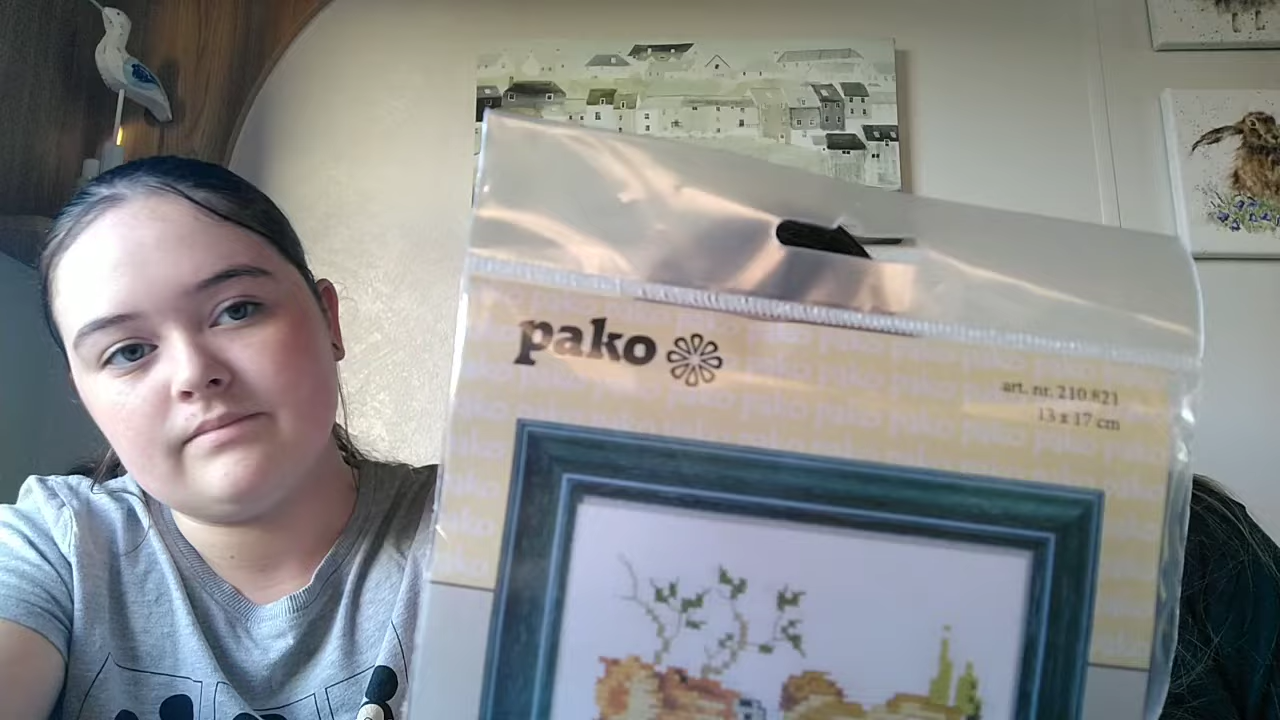 pako
art. nr. 210.821
13 x 17 cm